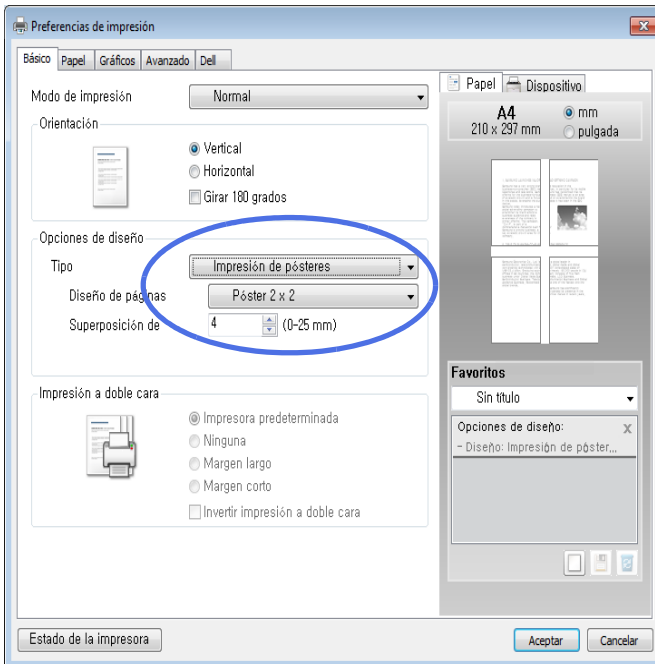 Preferencias de impresión
Básico Papel Gráficos Avanzado Dell
Modo de impresión Normal
Orientación
Vertical
Horizontal
Girar 180 grados
Opciones de diseño
Tipo Impresión de pósteres
Diseño de páginas Póster 2 x 2
Superposición de 4 (0-25 mm)
Impresión a doble cara
Impresora predeterminada
Ninguna
Margen largo
Margen corto
Invertir impresión a doble cara
Papel Dispositivo
A4
210 x 297 mm
mm
pulgada
Favoritos
Sin título
Opciones de diseño: x
- Diseño: Impresión de póster,,,
Estado de la impresora Aceptar Cancelar